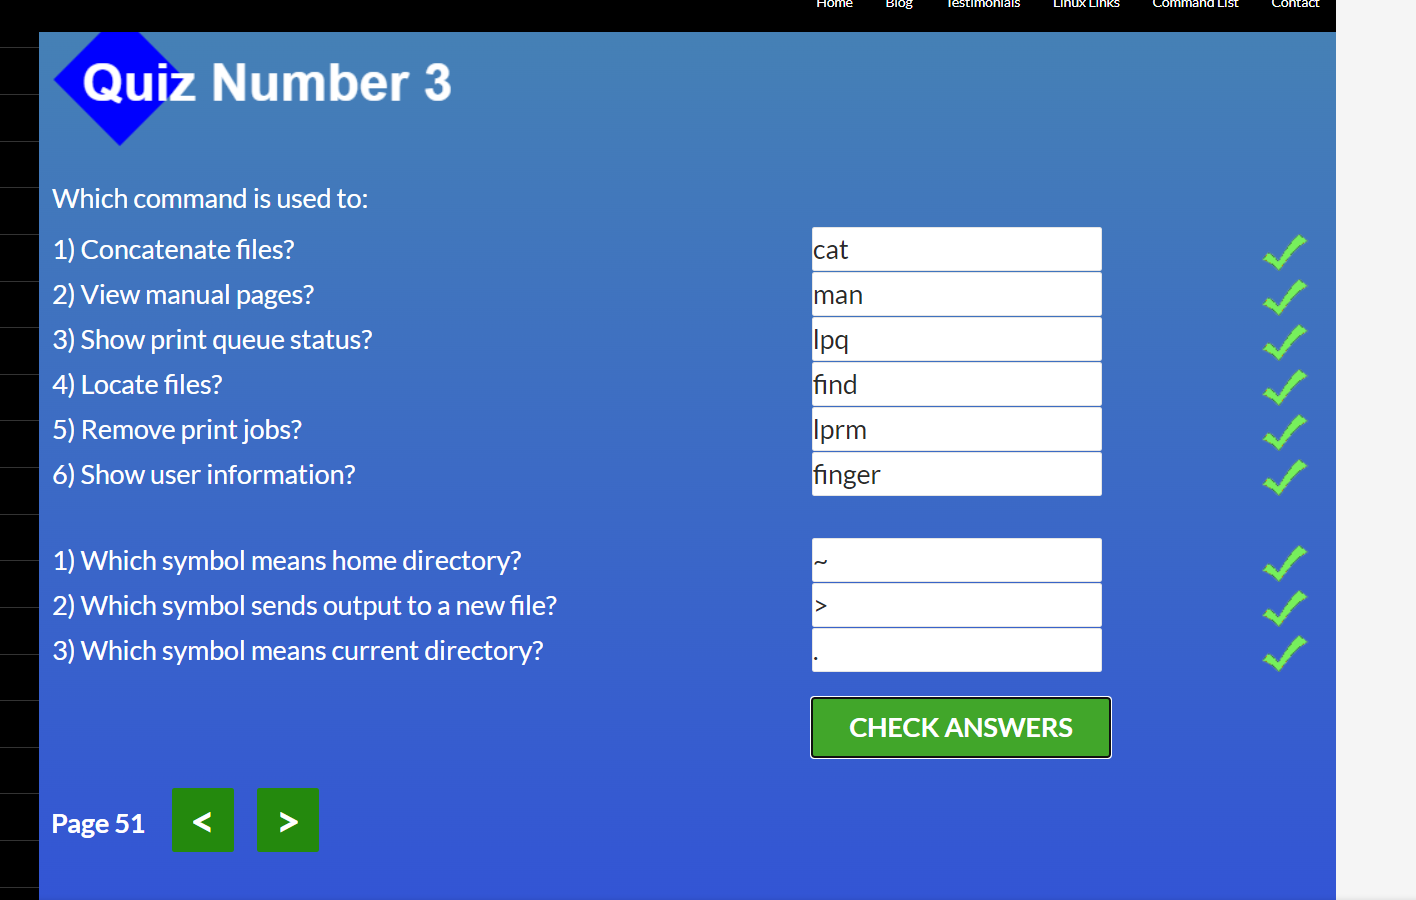 Home Blog Testimonials Linux Links Command List Contact
Quiz Number 3
Which command is used to:
1) Concatenate files? cat
2) View manual pages? man
3) Show print queue status? lpq
4) Locate files? find
5) Remove print jobs? lprm
6) Show user information? finger
1) Which symbol means home directory? ~
2) Which symbol sends output to a new file? >
3) Which symbol means current directory? .
CHECK ANSWERS
Page 51 < >